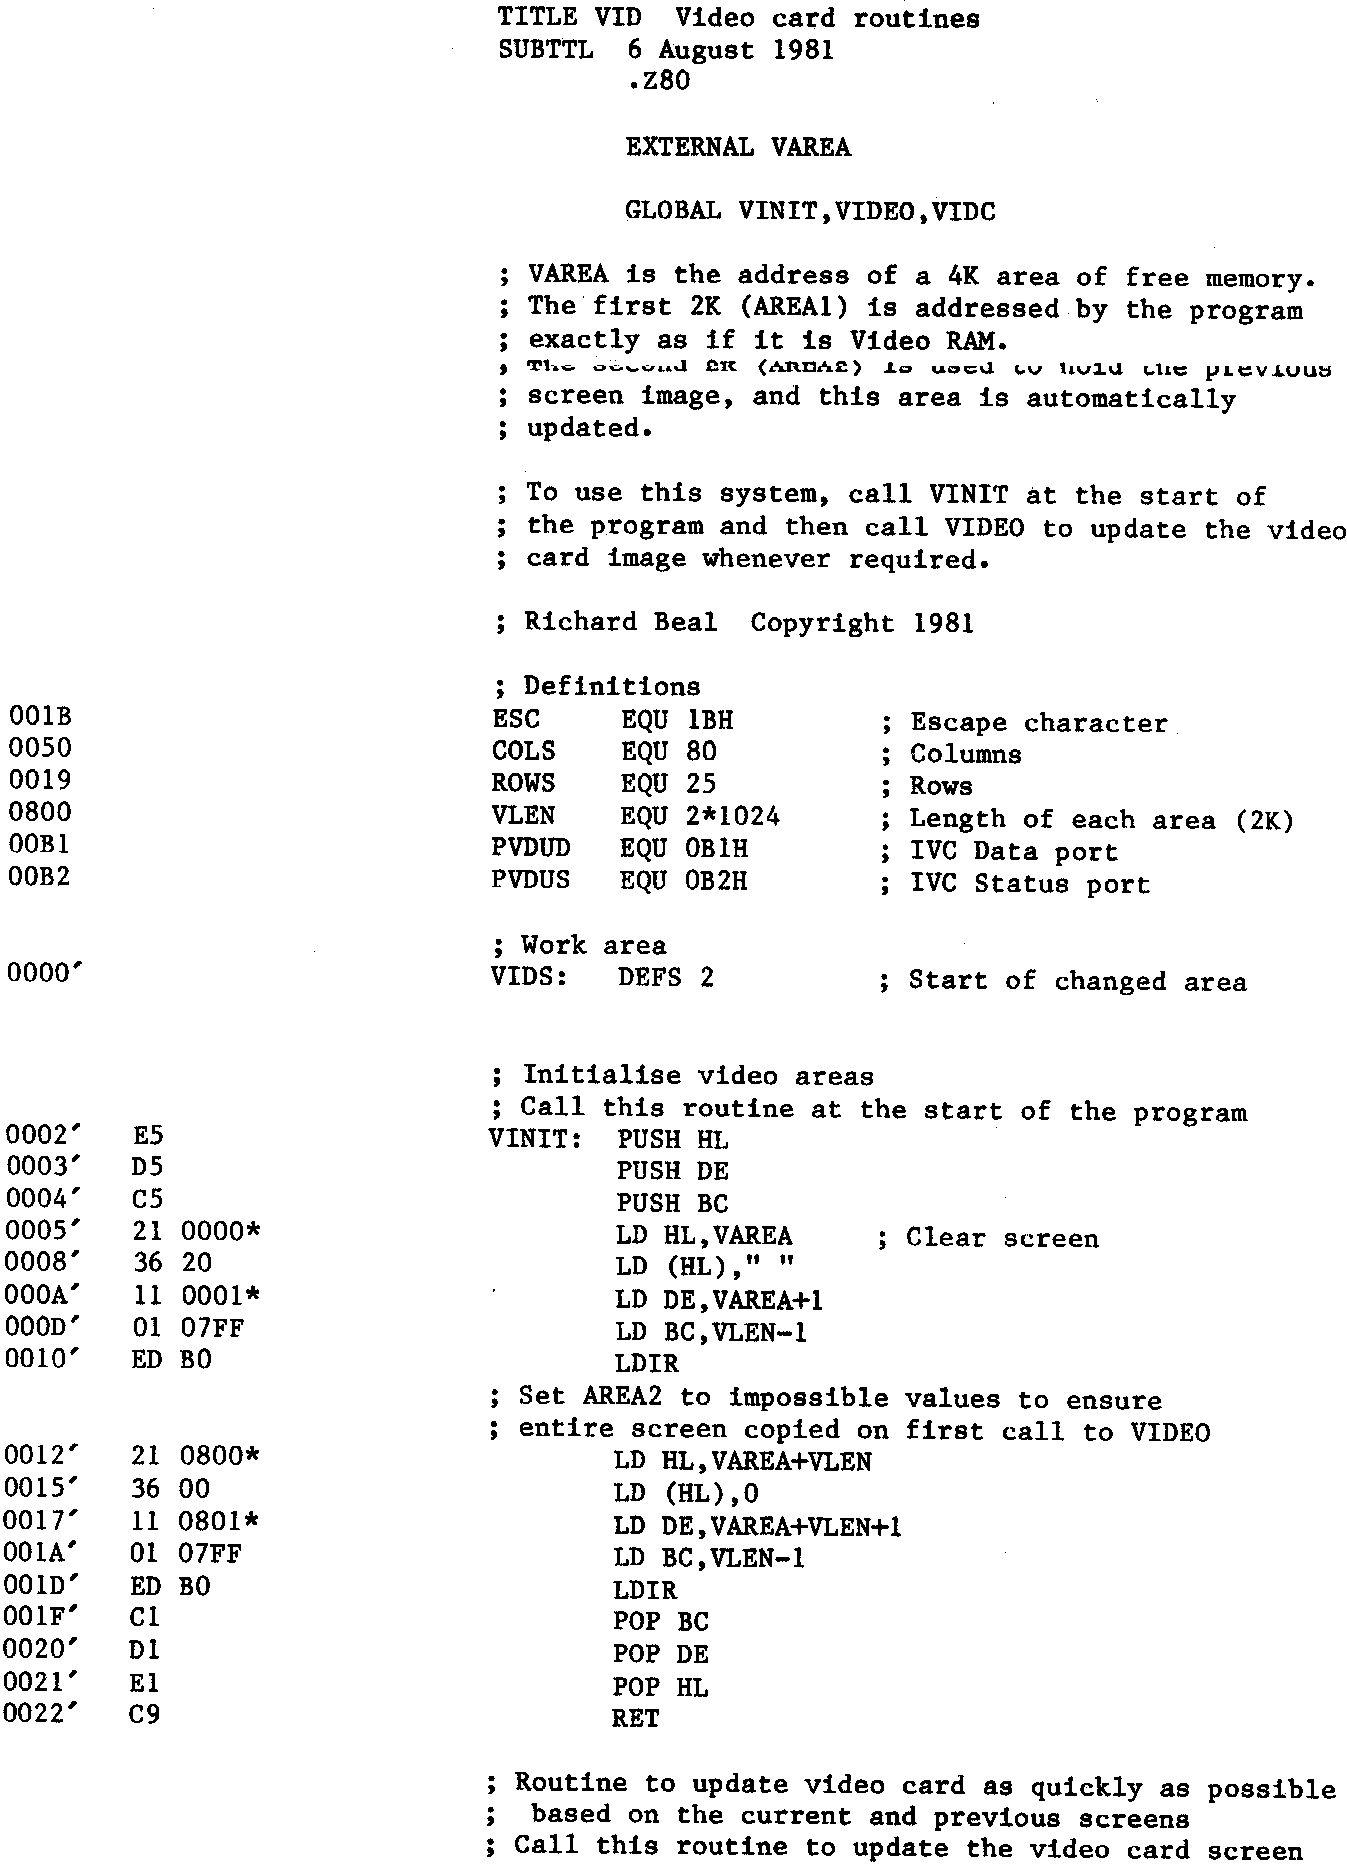 TITLE VID  Video card routines
SUBTTL  6 August 1981
.Z80
EXTERNAL VAREA
GLOBAL VINIT,VIDEO,VIDC
; VAREA is the address of a 4K area of free memory.
; The first 2K (AREA1) is addressed by the program
; exactly as if it is Video RAM.
; The second 2K (AREA2) is used to hold the previous
; screen image, and this area is automatically
; updated.
; To use this system, call VINIT at the start of
; the program and then call VIDEO to update the video
; card image whenever required.
; Richard Beal  Copyright 1981
; Definitions
001B ESC EQU 1BH ; Escape character
0050 COLS EQU 80 ; Columns
0019 ROWS EQU 25 ; Rows
0800 VLEN EQU 2*1024 ; Length of each area (2K)
00B1 PVDUD EQU 0B1H ; IVC Data port
00B2 PVDUS EQU 0B2H ; IVC Status port
; Work area
0000' VIDS: DEFS 2 ; Start of changed area
; Initialise video areas
; Call this routine at the start of the program
0002' E5 VINIT: PUSH HL
0003' D5 PUSH DE
0004' C5 PUSH BC
0005' 21 0000* LD HL,VAREA ; Clear screen
0008' 36 20 LD (HL)," "
000A' 11 0001* LD DE,VAREA+1
000D' 01 07FF LD BC,VLEN-1
0010' ED B0 LDIR
; Set AREA2 to impossible values to ensure
; entire screen copied on first call to VIDEO
0012' 21 0800* LD HL,VAREA+VLEN
0015' 36 00 LD (HL),0
0017' 11 0801* LD DE,VAREA+VLEN+1
001A' 01 07FF LD BC,VLEN-1
001D' ED B0 LDIR
001F' C1 POP BC
0020' D1 POP DE
0021' E1 POP HL
0022' C9 RET
; Routine to update video card as quickly as possible
;  based on the current and previous screens
; Call this routine to update the video card screen